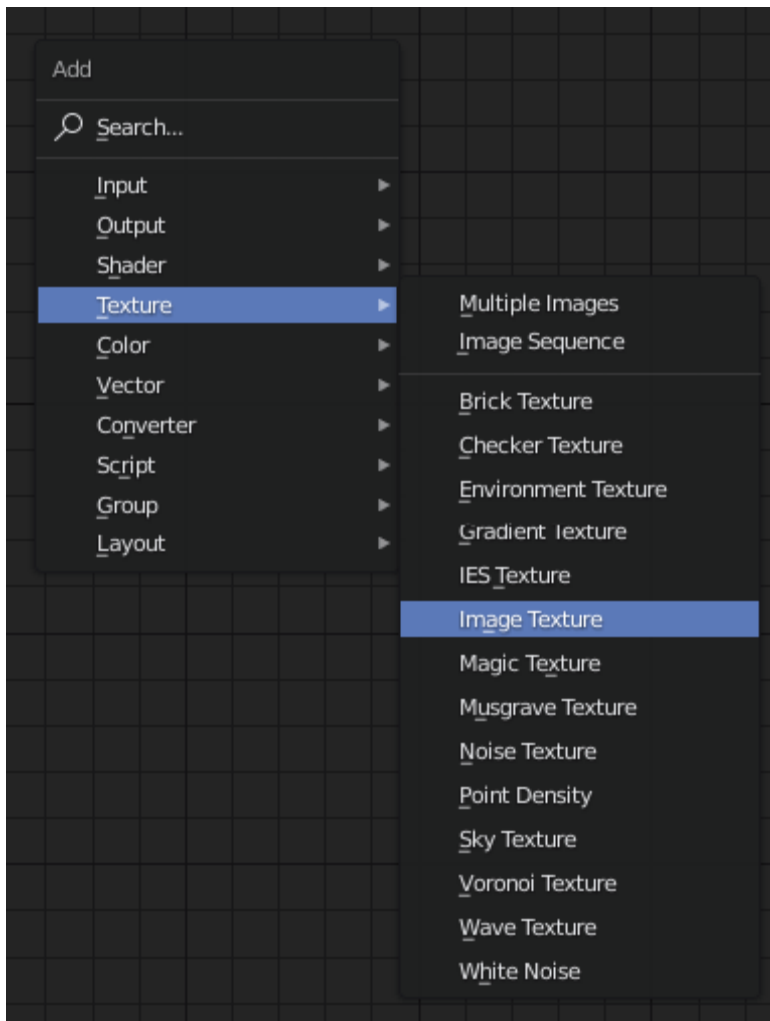 Add
Search...
Input
Output
Shader
Texture
Color
Vector
Converter
Script
Group
Layout
Multiple Images
Image Sequence
Brick Texture
Checker Texture
Environment Texture
Gradient Texture
IES Texture
Image Texture
Magic Texture
Musgrave Texture
Noise Texture
Point Density
Sky Texture
Voronoi Texture
Wave Texture
White Noise